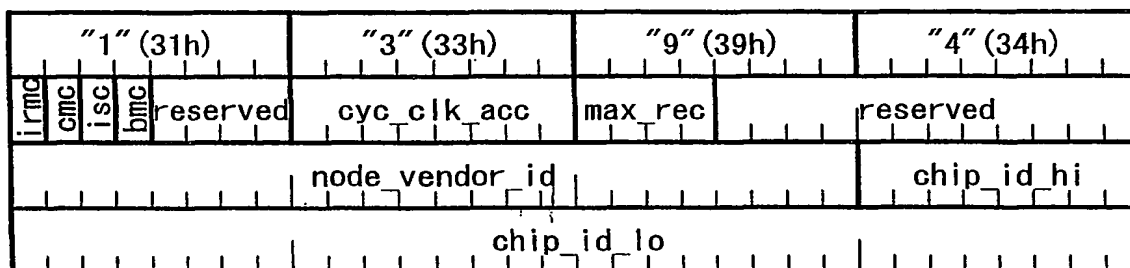 "1" (31h) "3" (33h) "9" (39h) "4" (34h)
irmc cmc isc bmc reserved cyc_clk_acc max_rec reserved
node_vendor_id chip_id_hi
chip_id_lo